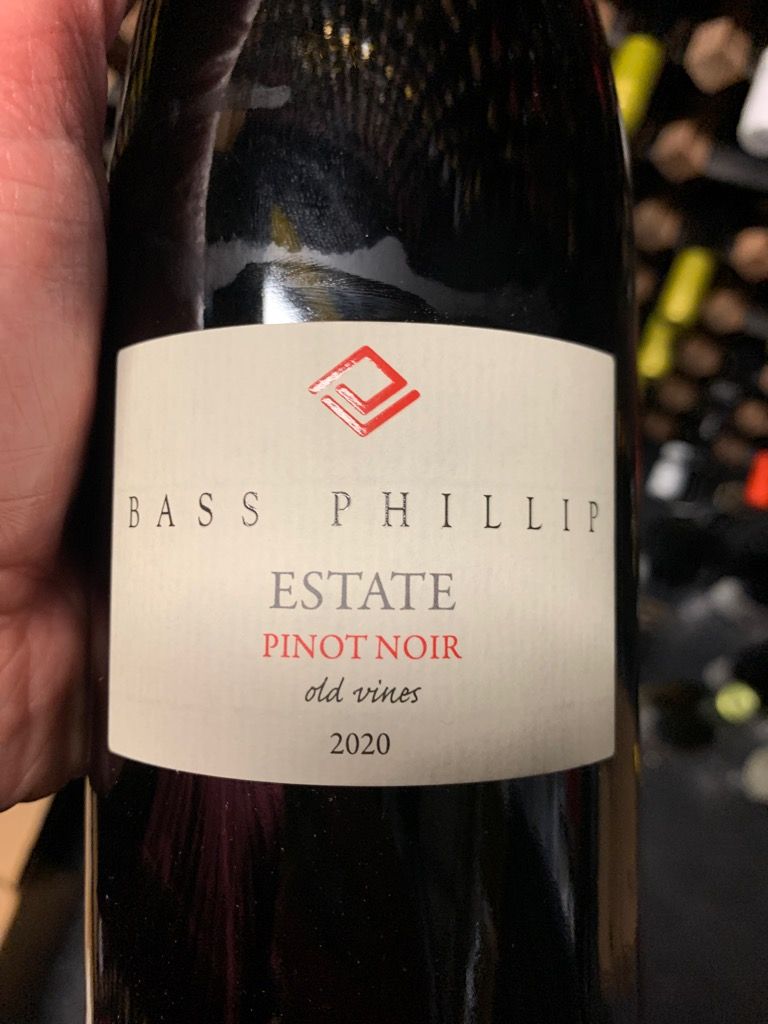 BASS PHILLIP
ESTATE
PINOT NOIR
old vines
2020